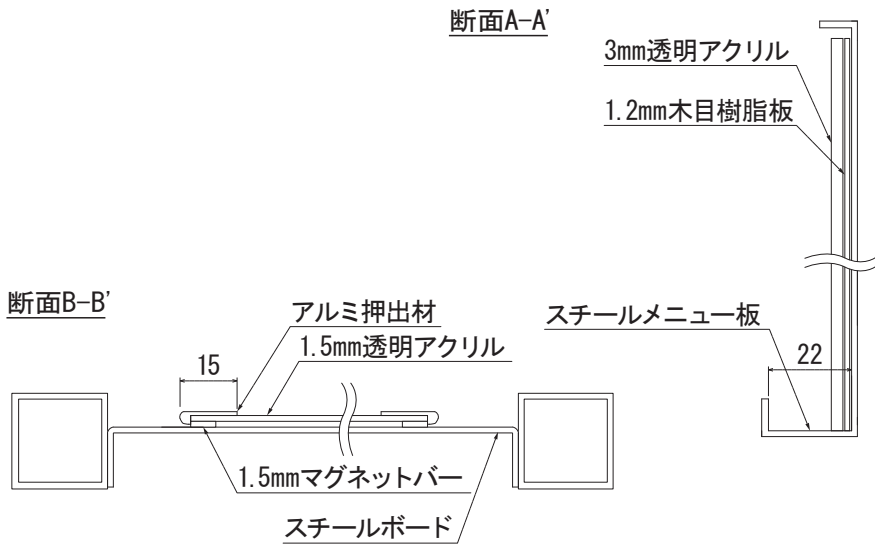 断面A-A’
3mm透明アクリル
1.2mm木目樹脂板
断面B-B’
アルミ押出材
スチールメニュー板
1.5mm透明アクリル
15
22
1.5mmマグネットバー
スチールボード